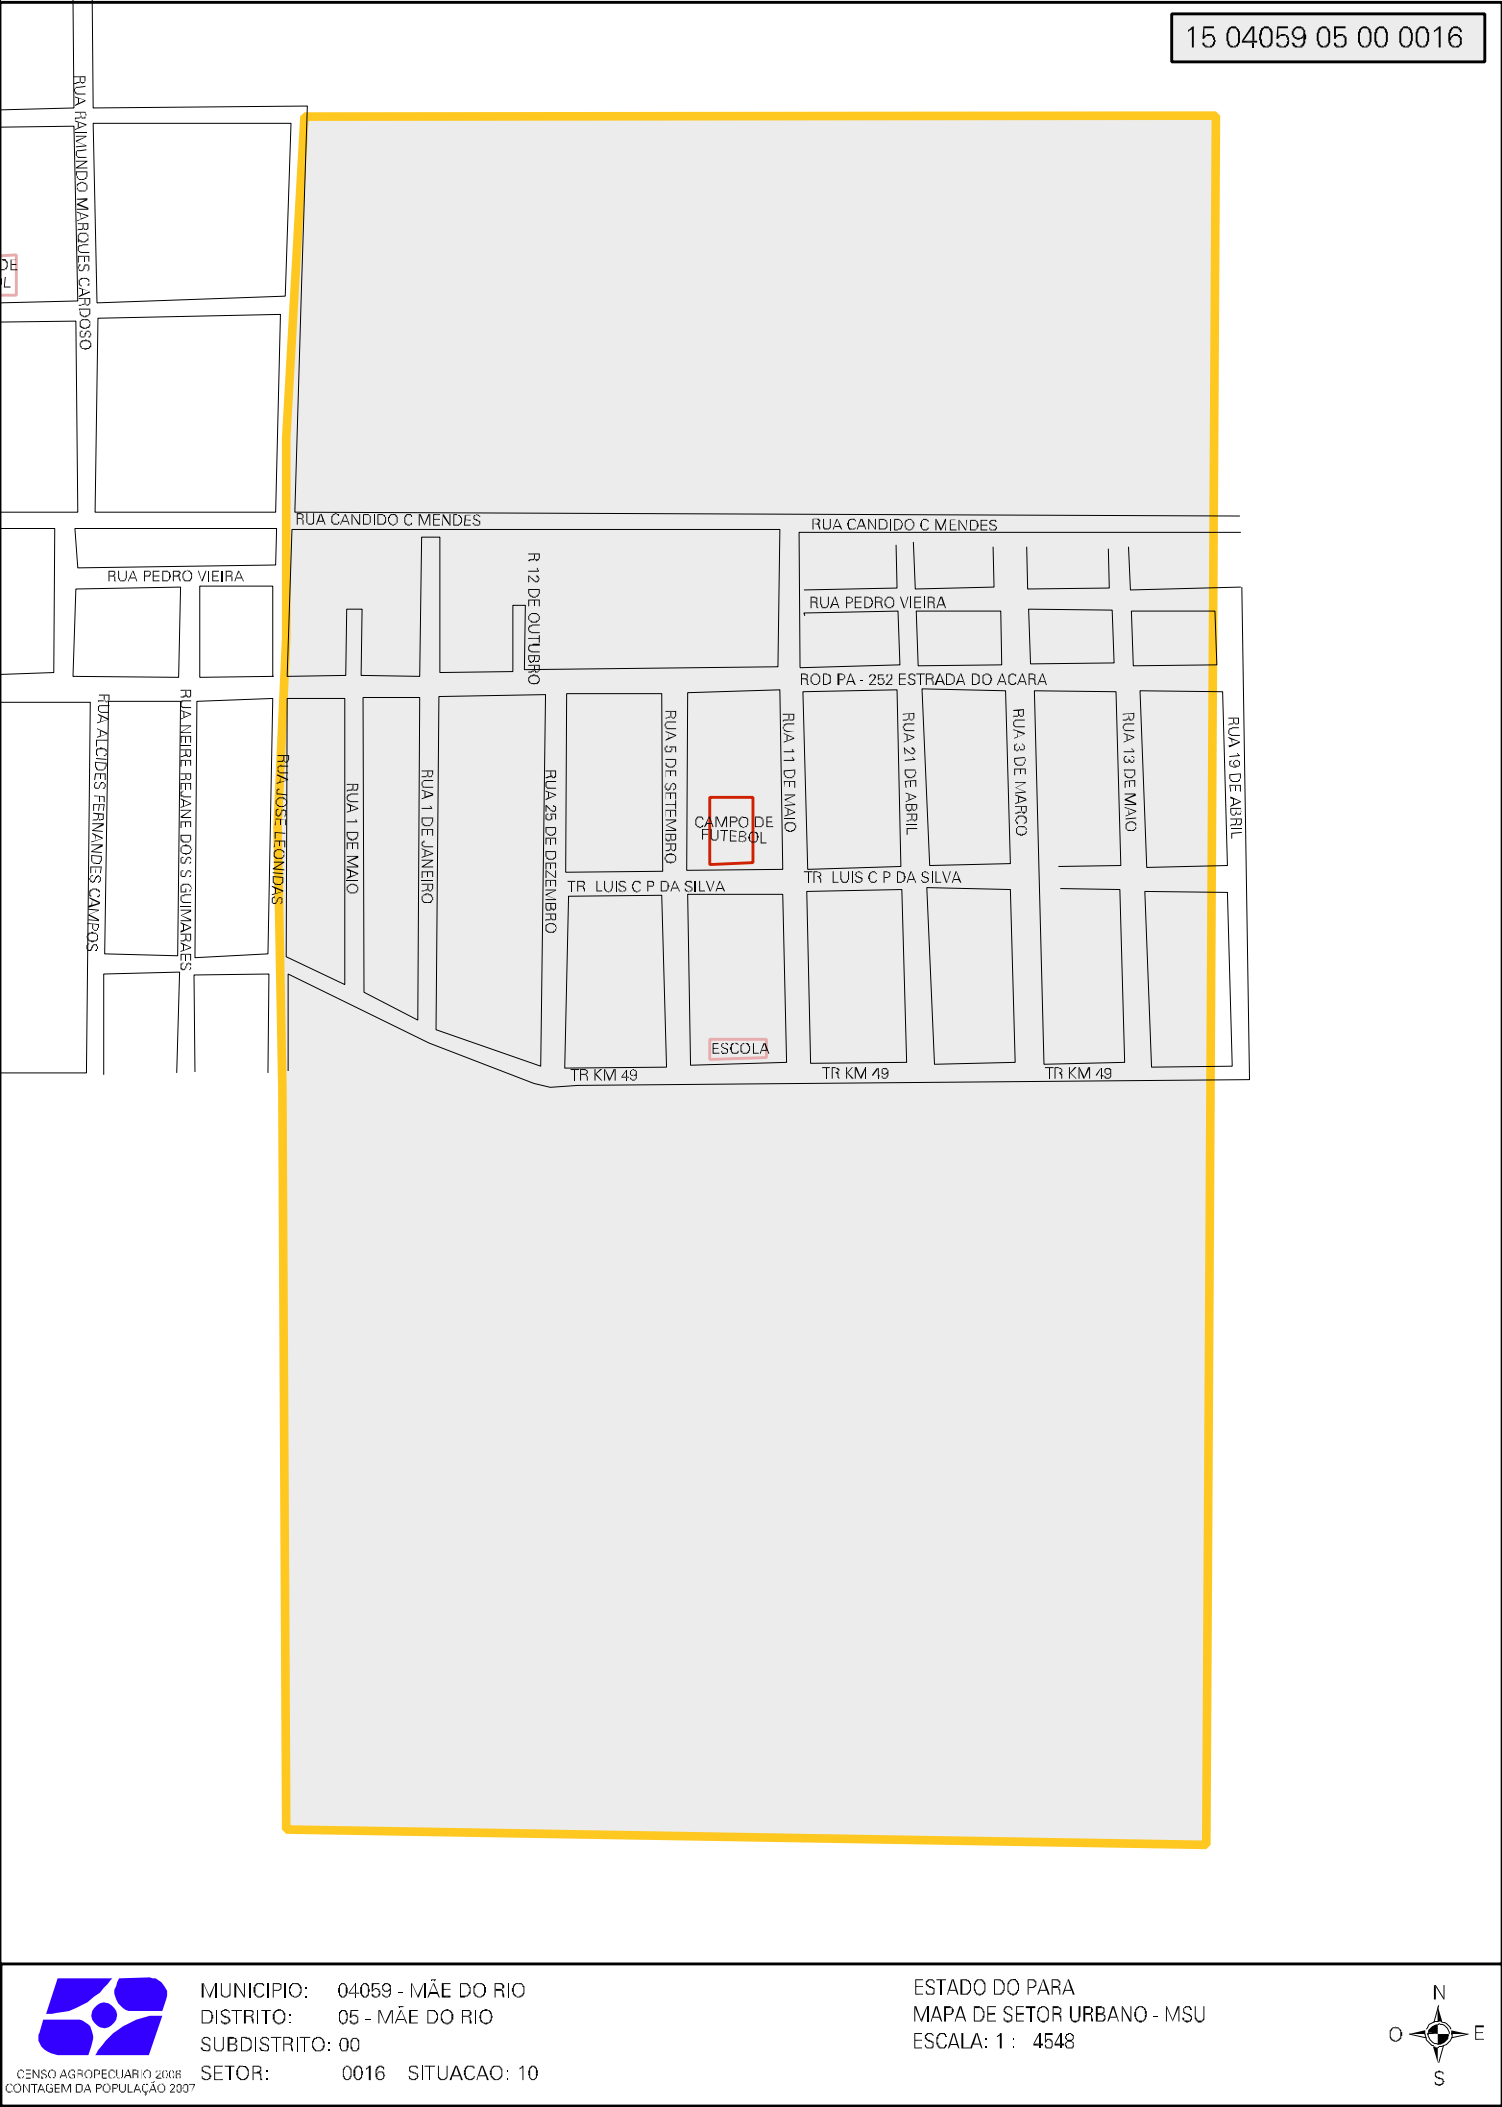 15 04059 05 00 0016
RUA RAIMUNDO MARQUES CARDOSO
DE
RUA CANDIDO C MENDES
RUA CANDIDO C MENDES
RUA PEDRO VIEIRA
RUA PEDRO VIEIRA
R 12 DE OUTUBRO
ROD PA - 252 ESTRADA DO ACARA
RUA ALCIDES FERNANDES CAMPOS
RUA NEIRE REJANE DOS S GUIMARAES
RUA JOSE LEONIDAS
RUA 1 DE MAIO
RUA 1 DE JANEIRO
RUA 25 DE DEZEMBRO
RUA 5 DE SETEMBRO
RUA 11 DE MAIO
RUA 21 DE ABRIL
RUA 3 DE MARCO
RUA 13 DE MAIO
RUA 19 DE ABRIL
CAMPO DE
FUTEBOL
TR LUIS C P DA SILVA
TR LUIS C P DA SILVA
ESCOLA
TR KM 49
TR KM 49
TR KM 49
MUNICIPIO: 04059 - MÃE DO RIO
DISTRITO: 05 - MÃE DO RIO
SUBDISTRITO: 00
SETOR: 0016 SITUACAO: 10
CENSO AGROPECUARIO 2006
CONTAGEM DA POPULAÇÃO 2007
ESTADO DO PARA
MAPA DE SETOR URBANO - MSU
ESCALA: 1 : 4548
N
O E
S